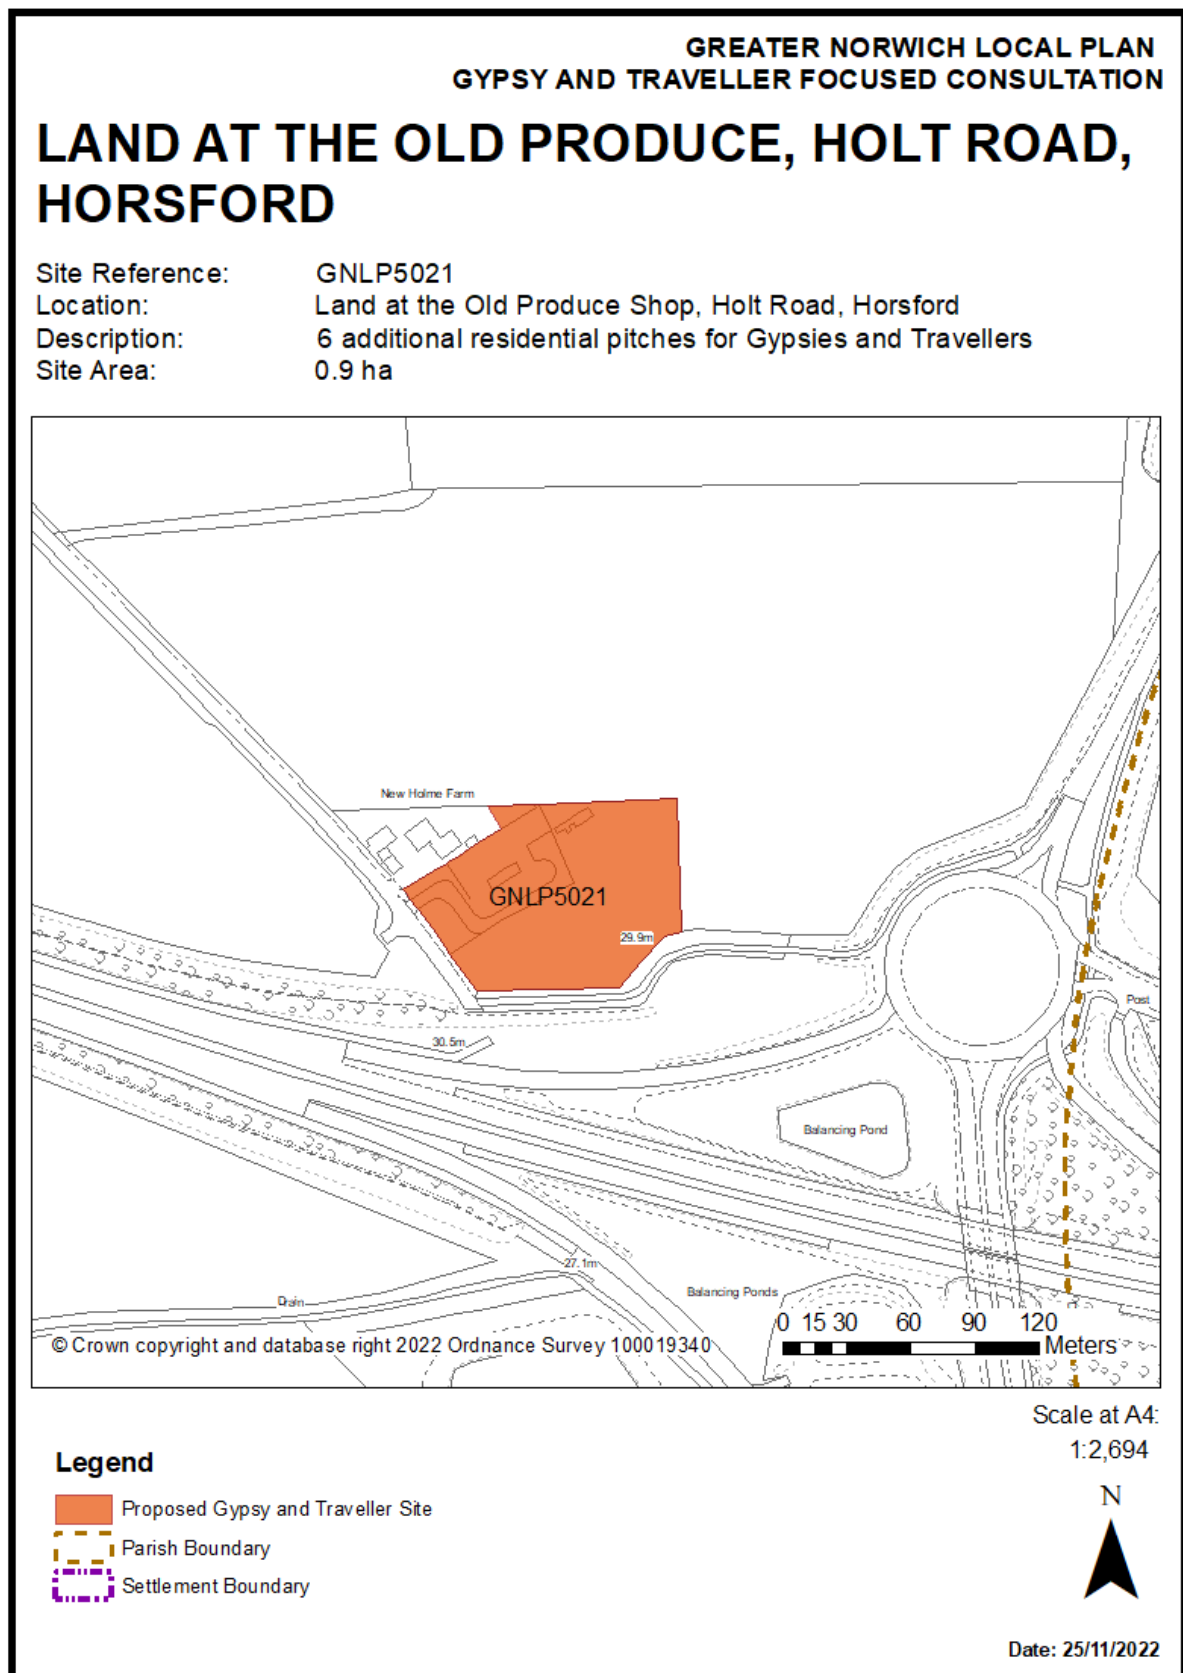 GREATER NORWICH LOCAL PLAN
GYPSY AND TRAVELLER FOCUSED CONSULTATION
LAND AT THE OLD PRODUCE, HOLT ROAD,
HORSFORD
Site Reference: GNLP5021
Location: Land at the Old Produce Shop, Holt Road, Horsford
Description: 6 additional residential pitches for Gypsies and Travellers
Site Area: 0.9 ha
New Holme Farm
GNLP5021
29.9m
Post
30.5m
Balancing Pond
27.1m
Balancing Ponds
Drain
0 15 30 60 90 120
Meters
© Crown copyright and database right 2022 Ordnance Survey 100019340
Scale at A4:
1:2,694
Legend
N
Proposed Gypsy and Traveller Site
Parish Boundary
Settlement Boundary
Date: 25/11/2022